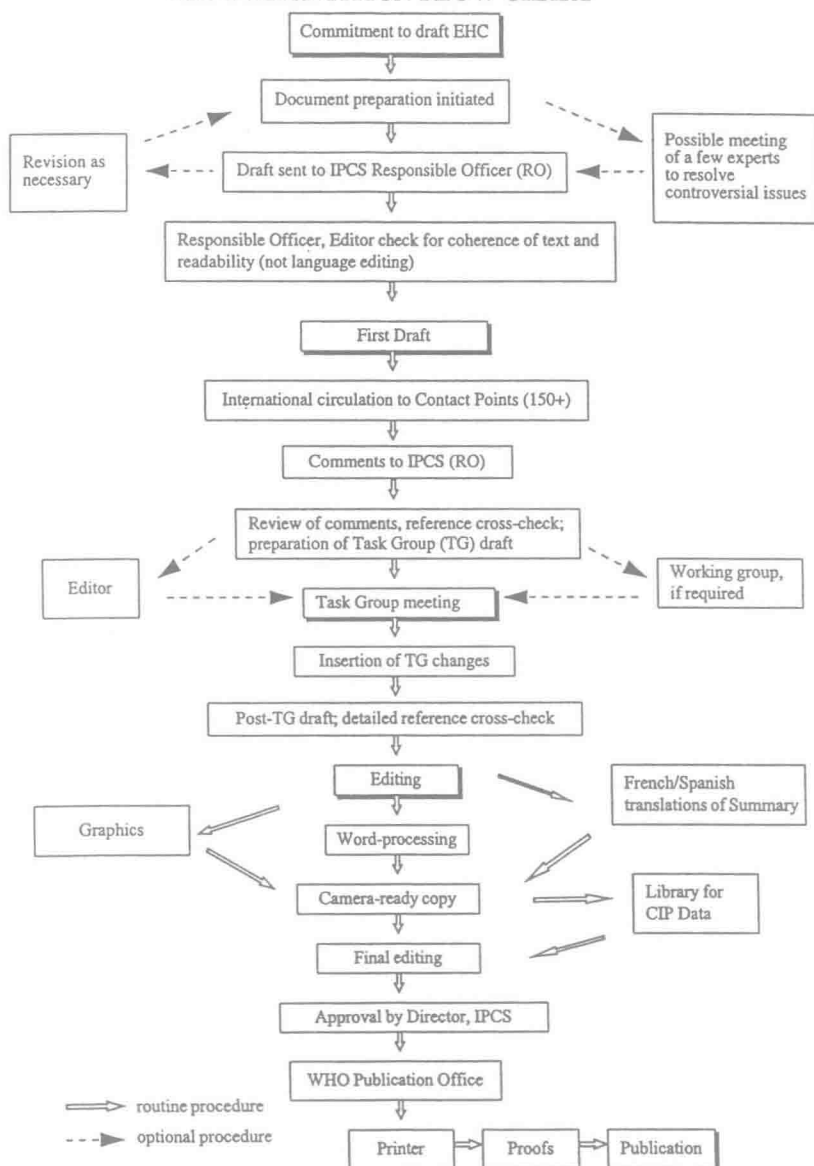 Commitment to draft EHC
Document preparation initiated
Revision as
necessary
Possible meeting
of a few experts
to resolve
controversial issues
Draft sent to IPCS Responsible Officer (RO)
Responsible Officer, Editor check for coherence of text and
readability (not language editing)
First Draft
International circulation to Contact Points (150+)
Comments to IPCS (RO)
Review of comments, reference cross-check;
preparation of Task Group (TG) draft
Editor
Working group,
if required
Task Group meeting
Insertion of TG changes
Post-TG draft; detailed reference cross-check
Editing
French/Spanish
translations of Summary
Graphics
Word-processing
Camera-ready copy
Library for
CIP Data
Final editing
Approval by Director, IPCS
WHO Publication Office
routine procedure
optional procedure
Printer
Proofs
Publication